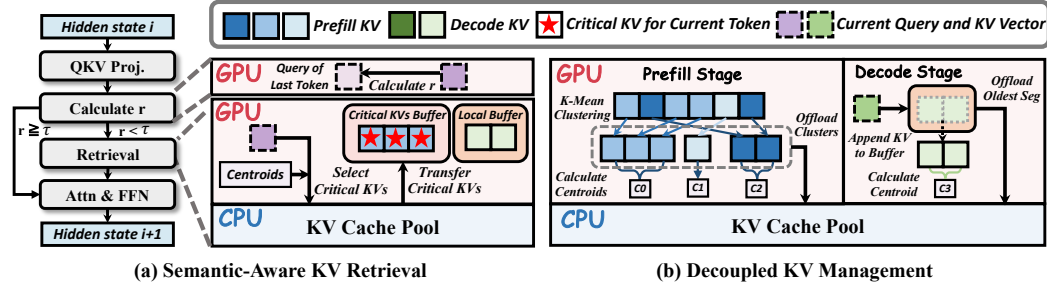 Prefill KV
Decode KV
Critical KV for Current Token
Current Query and KV Vector
Hidden state i
QKV Proj.
Calculate r
r ≧ τ
r < τ
Retrieval
Attn & FFN
Hidden state i+1
GPU
Query of
Last Token
Calculate r
GPU
Critical KVs Buffer
Local Buffer
Centroids
Select
Critical KVs
Transfer
Critical KVs
CPU
KV Cache Pool
(a) Semantic-Aware KV Retrieval
GPU
Prefill Stage
K-Mean
Clustering
Offload
Clusters
Calculate
Centroids
C0
C1
C2
Decode Stage
Offload
Oldest Seg
Append KV
to Buffer
Calculate
Centroid
C3
CPU
KV Cache Pool
(b) Decoupled KV Management